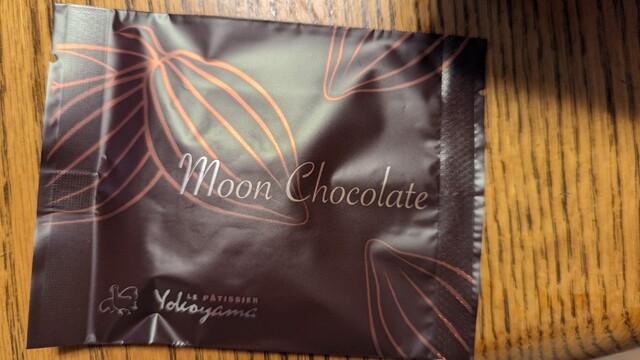 Moon Chocolate
LE PÂTISSIER
Yokoyama